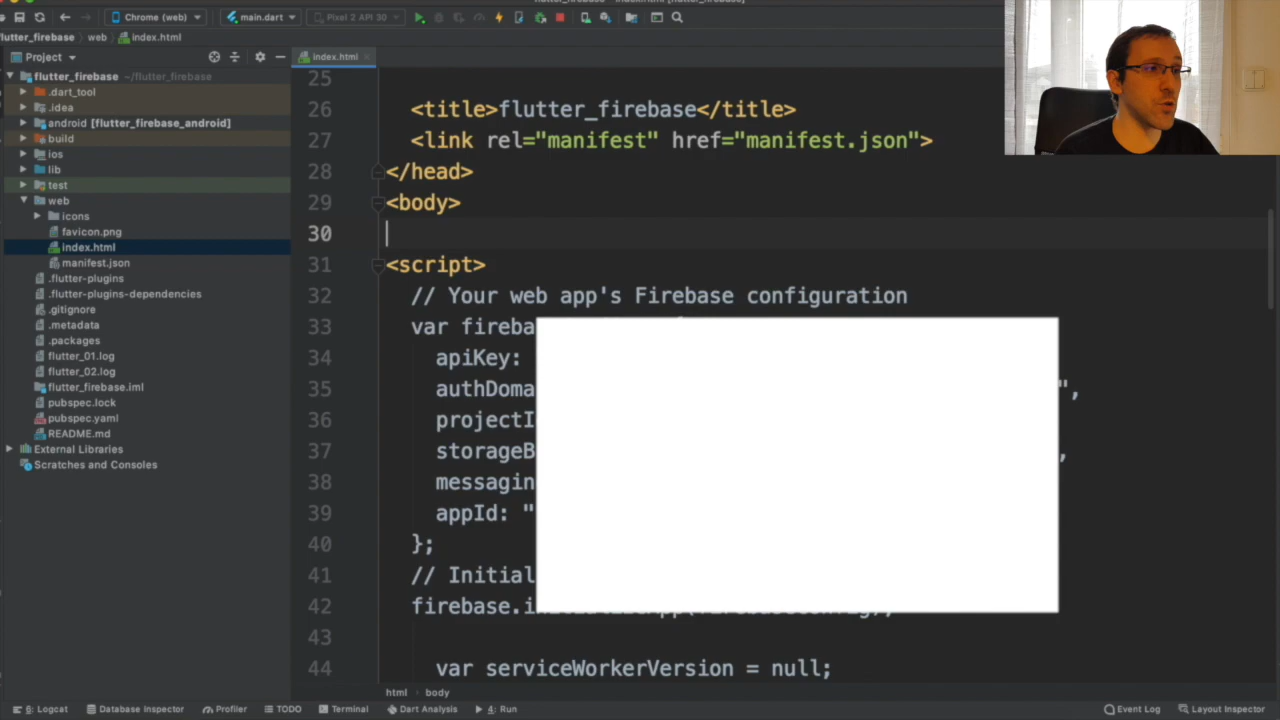 Chrome (web)
main.dart
Pixel 2 API 30
flutter_firebase
web
index.html
Project
index.html
flutter_firebase ~/flutter_firebase
.dart_tool
.idea
android [flutter_firebase_android]
build
ios
lib
test
web
icons
favicon.png
index.html
manifest.json
.flutter-plugins
.flutter-plugins-dependencies
.gitignore
.metadata
.packages
flutter_01.log
flutter_02.log
flutter_firebase.iml
pubspec.lock
pubspec.yaml
README.md
External Libraries
Scratches and Consoles
25
26 <title>flutter_firebase</title>
27 <link rel="manifest" href="manifest.json">
28 </head>
29 <body>
30
31 <script>
32 // Your web app's Firebase configuration
33 var fireba
34 apiKey:
35 authDoma ",
36 projectI
37 storageB ,
38 messagin
39 appId: "
40 };
41 // Initial
42 firebase.in
43
44 var serviceWorkerVersion = null;
html body
6: Logcat Database Inspector Profiler TODO Terminal Dart Analysis 4: Run Event Log Layout Inspector